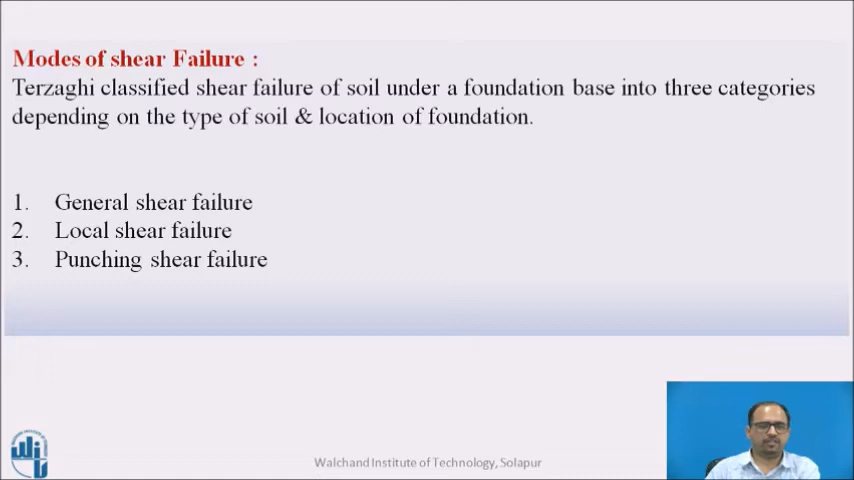 Modes of shear Failure :
Terzaghi classified shear failure of soil under a foundation base into three categories
depending on the type of soil & location of foundation.
1. General shear failure
2. Local shear failure
3. Punching shear failure
Walchand Institute of Technology, Solapur